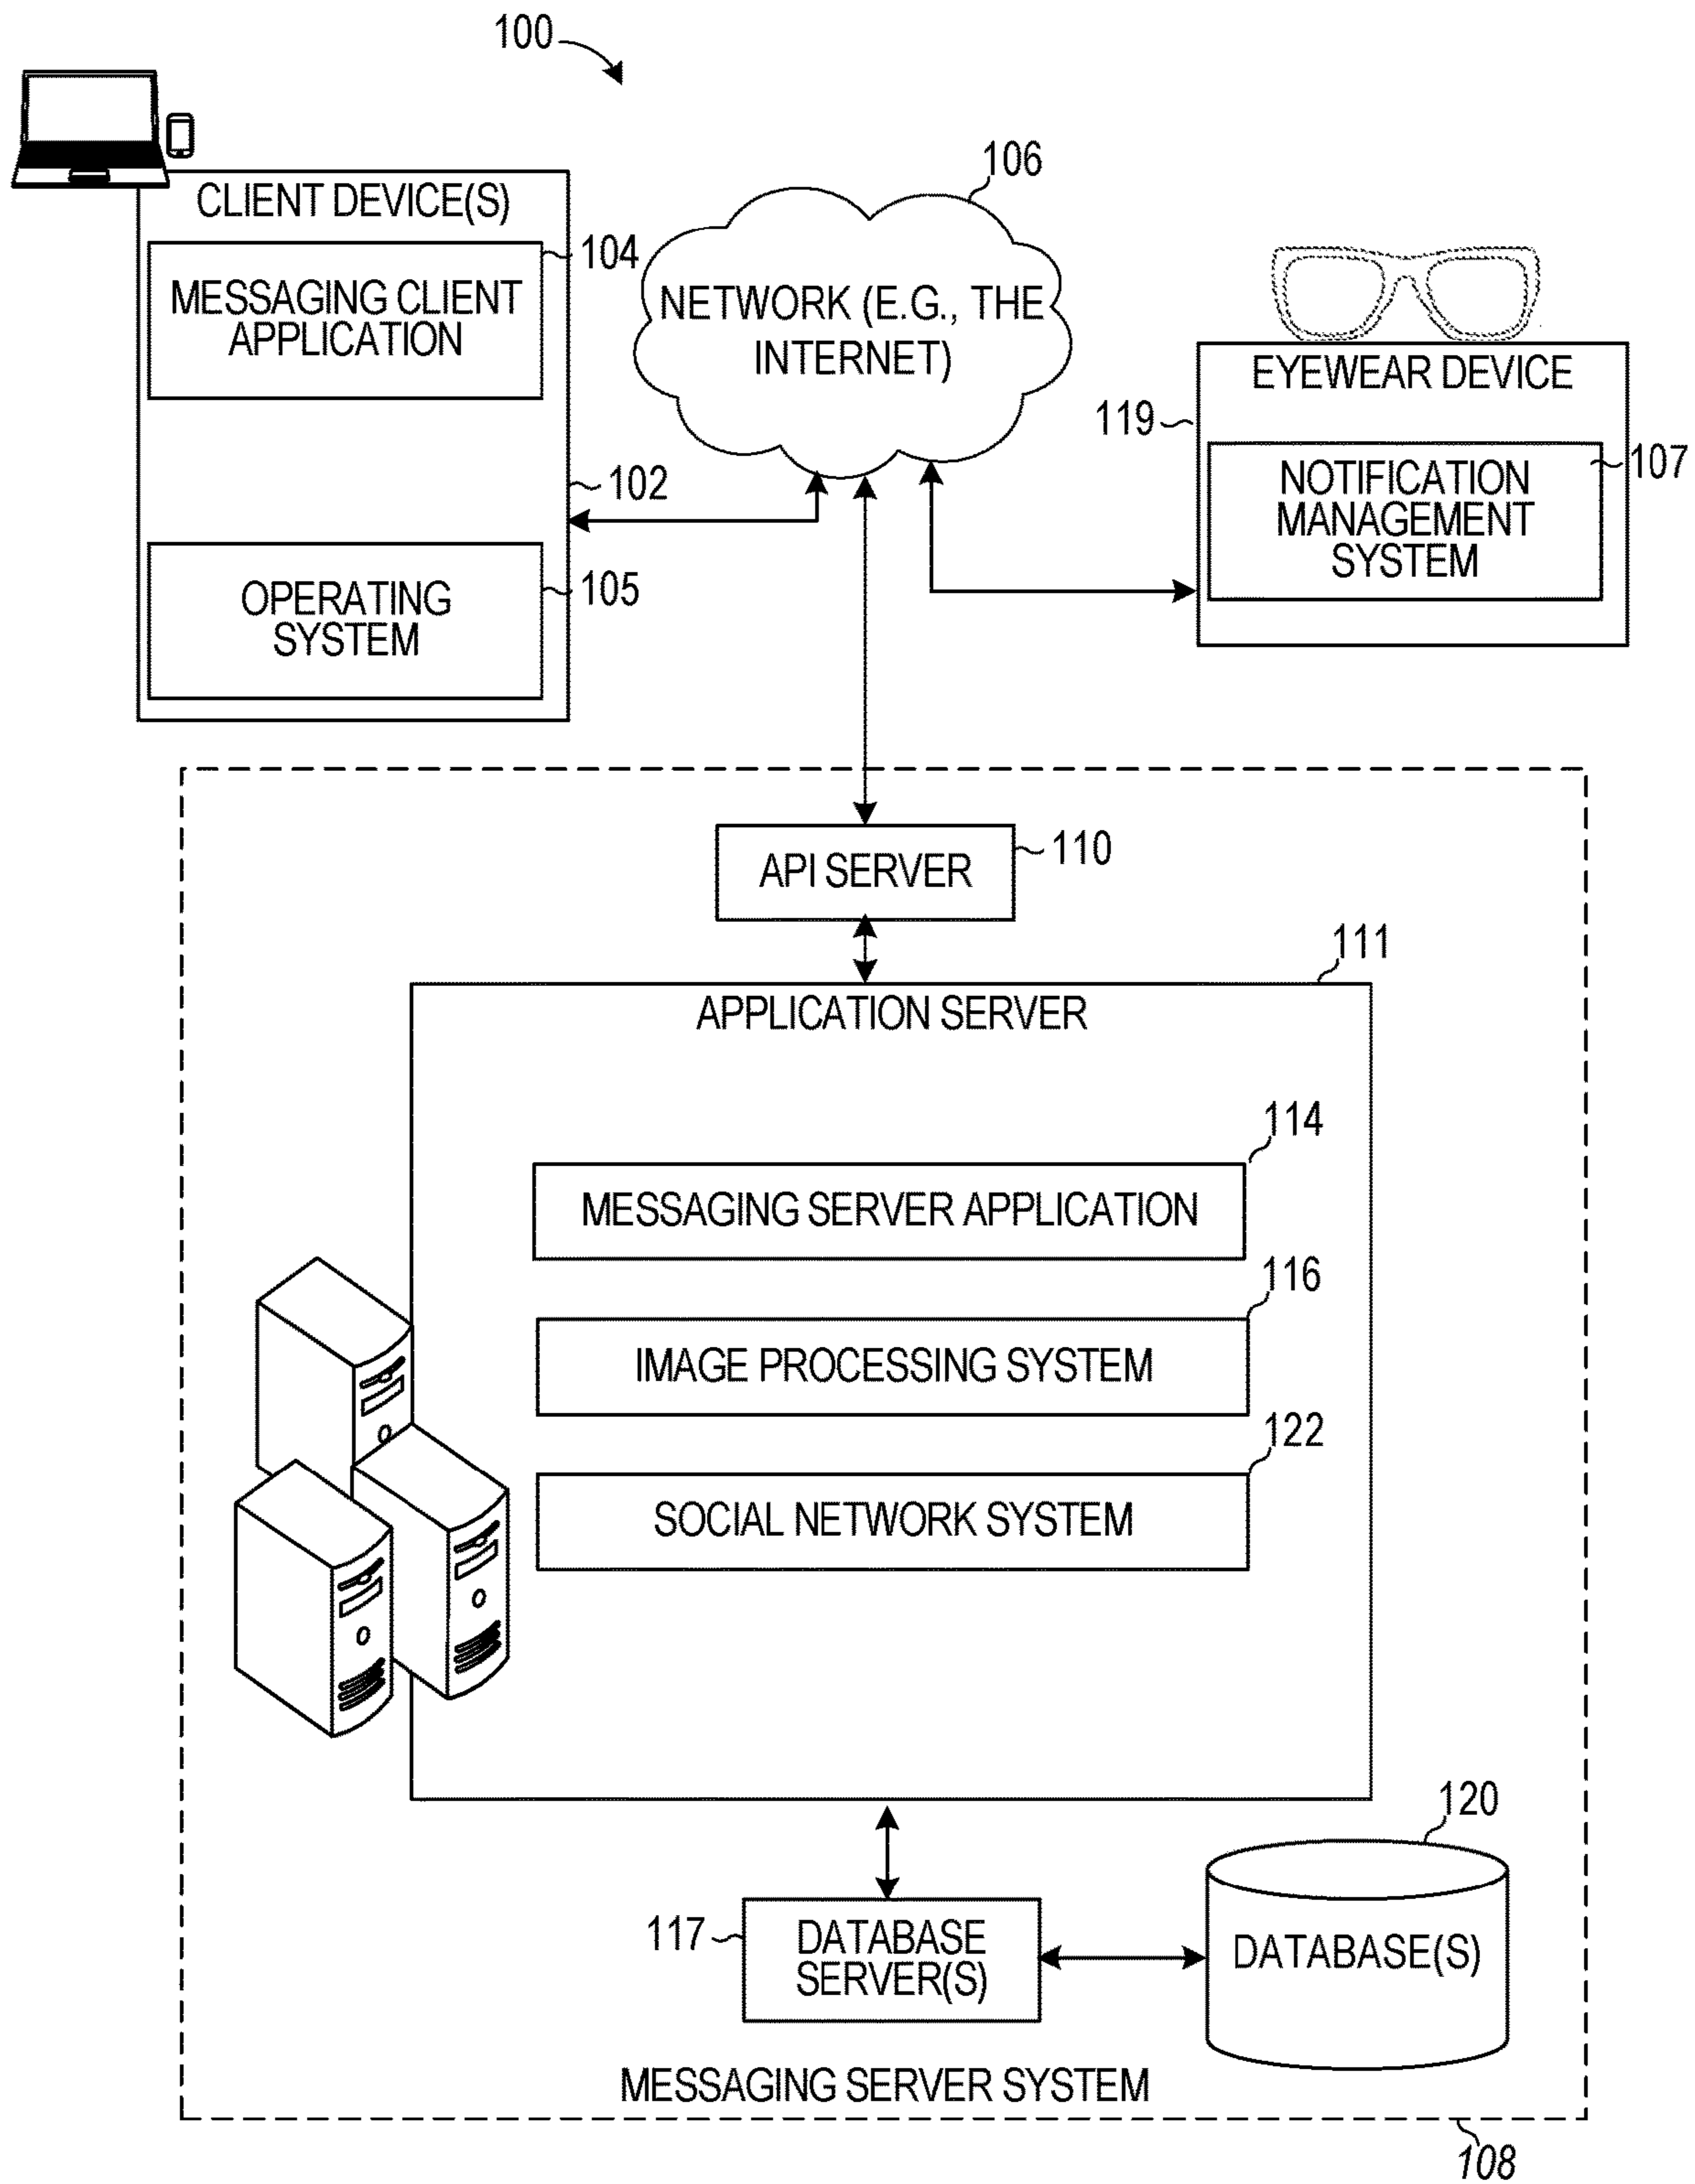 100
CLIENT DEVICE(S)
104
MESSAGING CLIENT
APPLICATION
102
OPERATING
SYSTEM
105
106
NETWORK (E.G., THE
INTERNET)
EYEWEAR DEVICE
119
107
NOTIFICATION
MANAGEMENT
SYSTEM
API SERVER
110
111
APPLICATION SERVER
114
MESSAGING SERVER APPLICATION
116
IMAGE PROCESSING SYSTEM
122
SOCIAL NETWORK SYSTEM
120
117
DATABASE
SERVER(S)
DATABASE(S)
MESSAGING SERVER SYSTEM
108